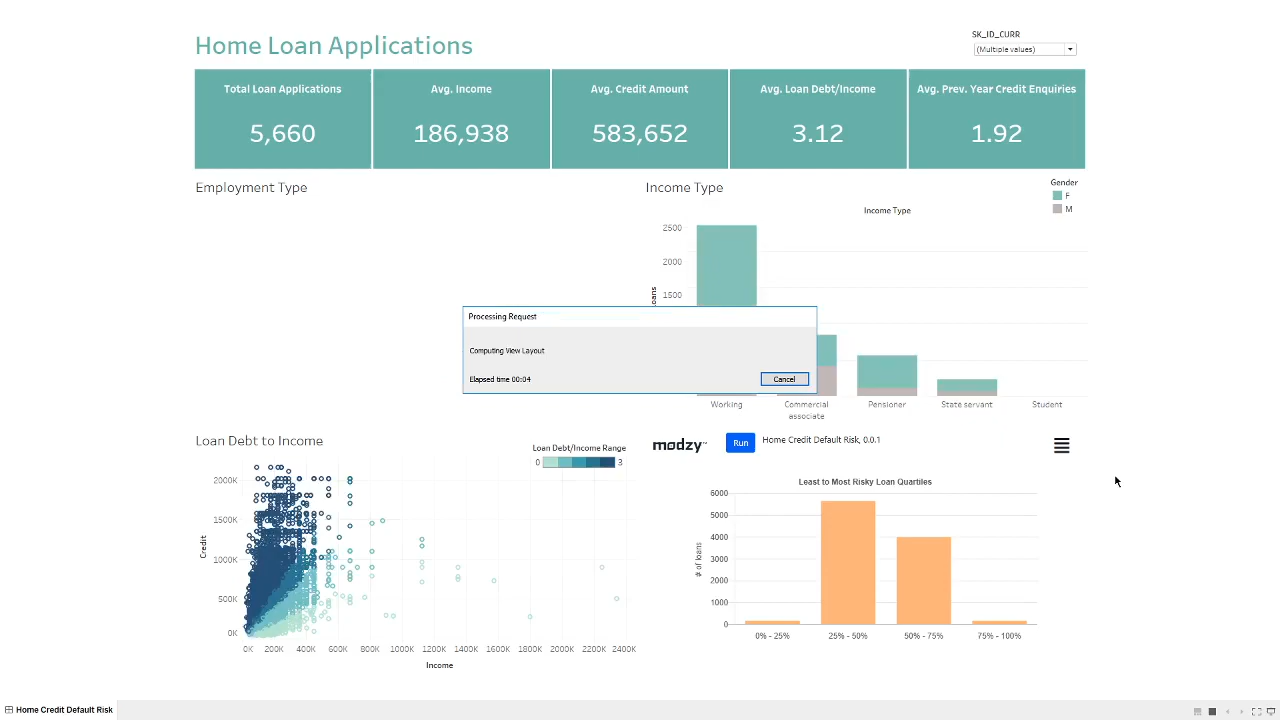 Home Loan Applications
SK_ID_CURR
(Multiple values)
Total Loan Applications
5,660
Avg. Income
186,938
Avg. Credit Amount
583,652
Avg. Loan Debt/Income
3.12
Avg. Prev. Year Credit Enquiries
1.92
Employment Type
Income Type
Gender
F
M
Income Type
2500
2000
1500
Processing Request
Computing View Layout
Elapsed time 00:04
Cancel
Working
Commercial
associate
Pensioner
State servant
Student
Loan Debt to Income
Loan Debt/Income Range
0
3
2000K
1500K
1000K
500K
0K
Credit
0K
200K
400K
600K
800K
1000K
1200K
1400K
1600K
1800K
2000K
2200K
2400K
Income
modzy
Run
Home Credit Default Risk, 0.0.1
Least to Most Risky Loan Quartiles
6000
5000
4000
3000
2000
1000
0
# of loans
0% - 25%
25% - 50%
50% - 75%
75% - 100%
Home Credit Default Risk